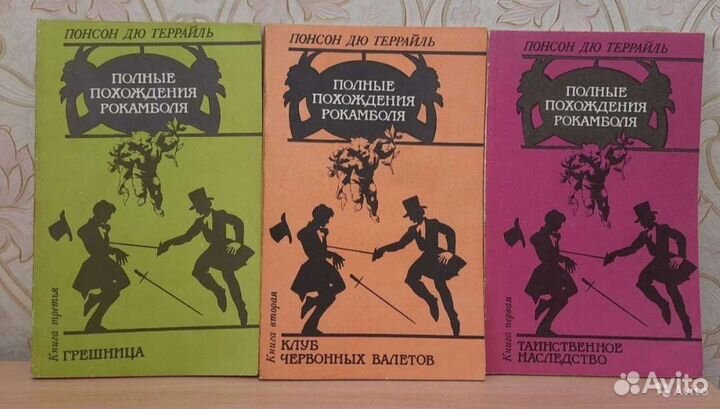 ПОНСОН ДЮ ТЕРРАЙЛЬ
ПОЛНЫЕ
ПОХОЖДЕНИЯ
РОКАМБОЛЯ
Книга третья
ГРЕШНИЦА
ПОНСОН ДЮ ТЕРРАЙЛЬ
ПОЛНЫЕ
ПОХОЖДЕНИЯ
РОКАМБОЛЯ
Книга вторая
КЛУБ
ЧЕРВОННЫХ ВАЛЕТОВ
ПОНСОН ДЮ ТЕРРАЙЛЬ
ПОЛНЫЕ
ПОХОЖДЕНИЯ
РОКАМБОЛЯ
Книга первая
ТАИНСТВЕННОЕ
НАСЛЕДСТВО
Avito